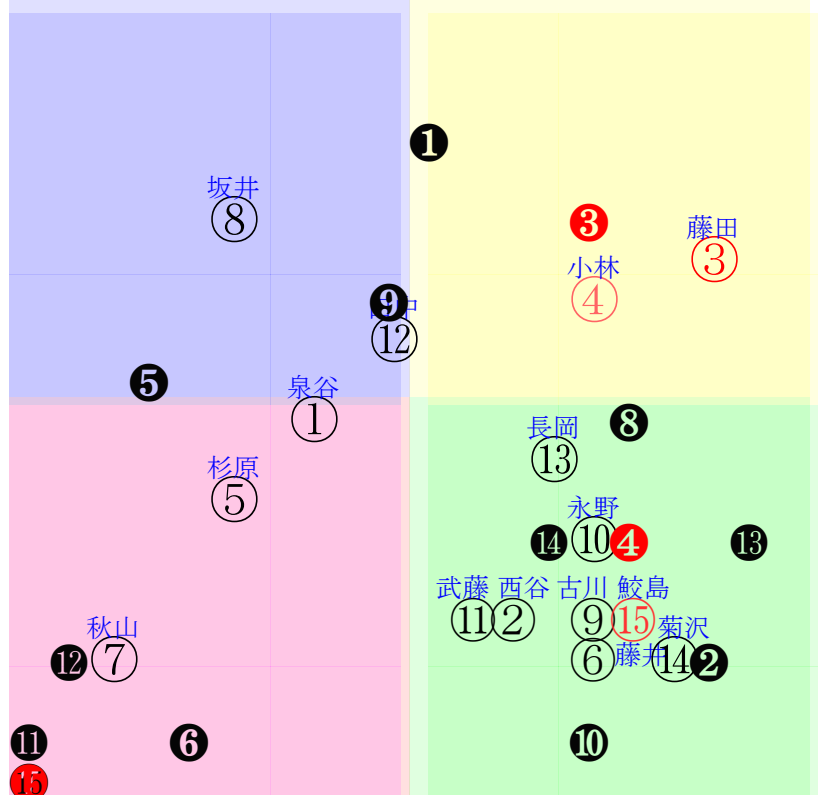 ❶
坂井
⑧
❸
藤田
③
小林
④
❾
中
⑫
❺
泉谷
①
❽
長岡
⑬
杉原
⑤
永野
⓮ ⑩ ❹ ⓭
武藤 西谷 古川 鮫島
⑪ ② ⑨ ⑮
秋山 菊沢
⓬ ⑦ ⑥ 藤井 ⑭ ❷
⓫ ❻ ❿
⓯